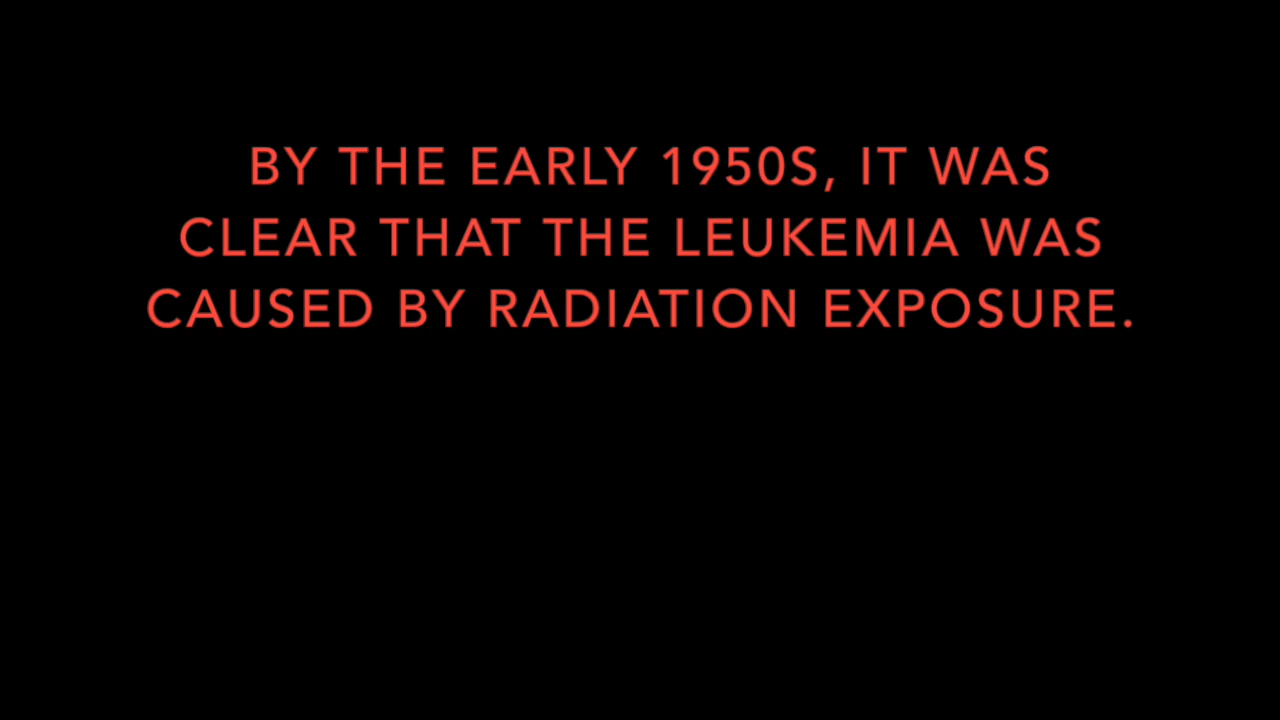 BY THE EARLY 1950S, IT WAS
CLEAR THAT THE LEUKEMIA WAS
CAUSED BY RADIATION EXPOSURE.